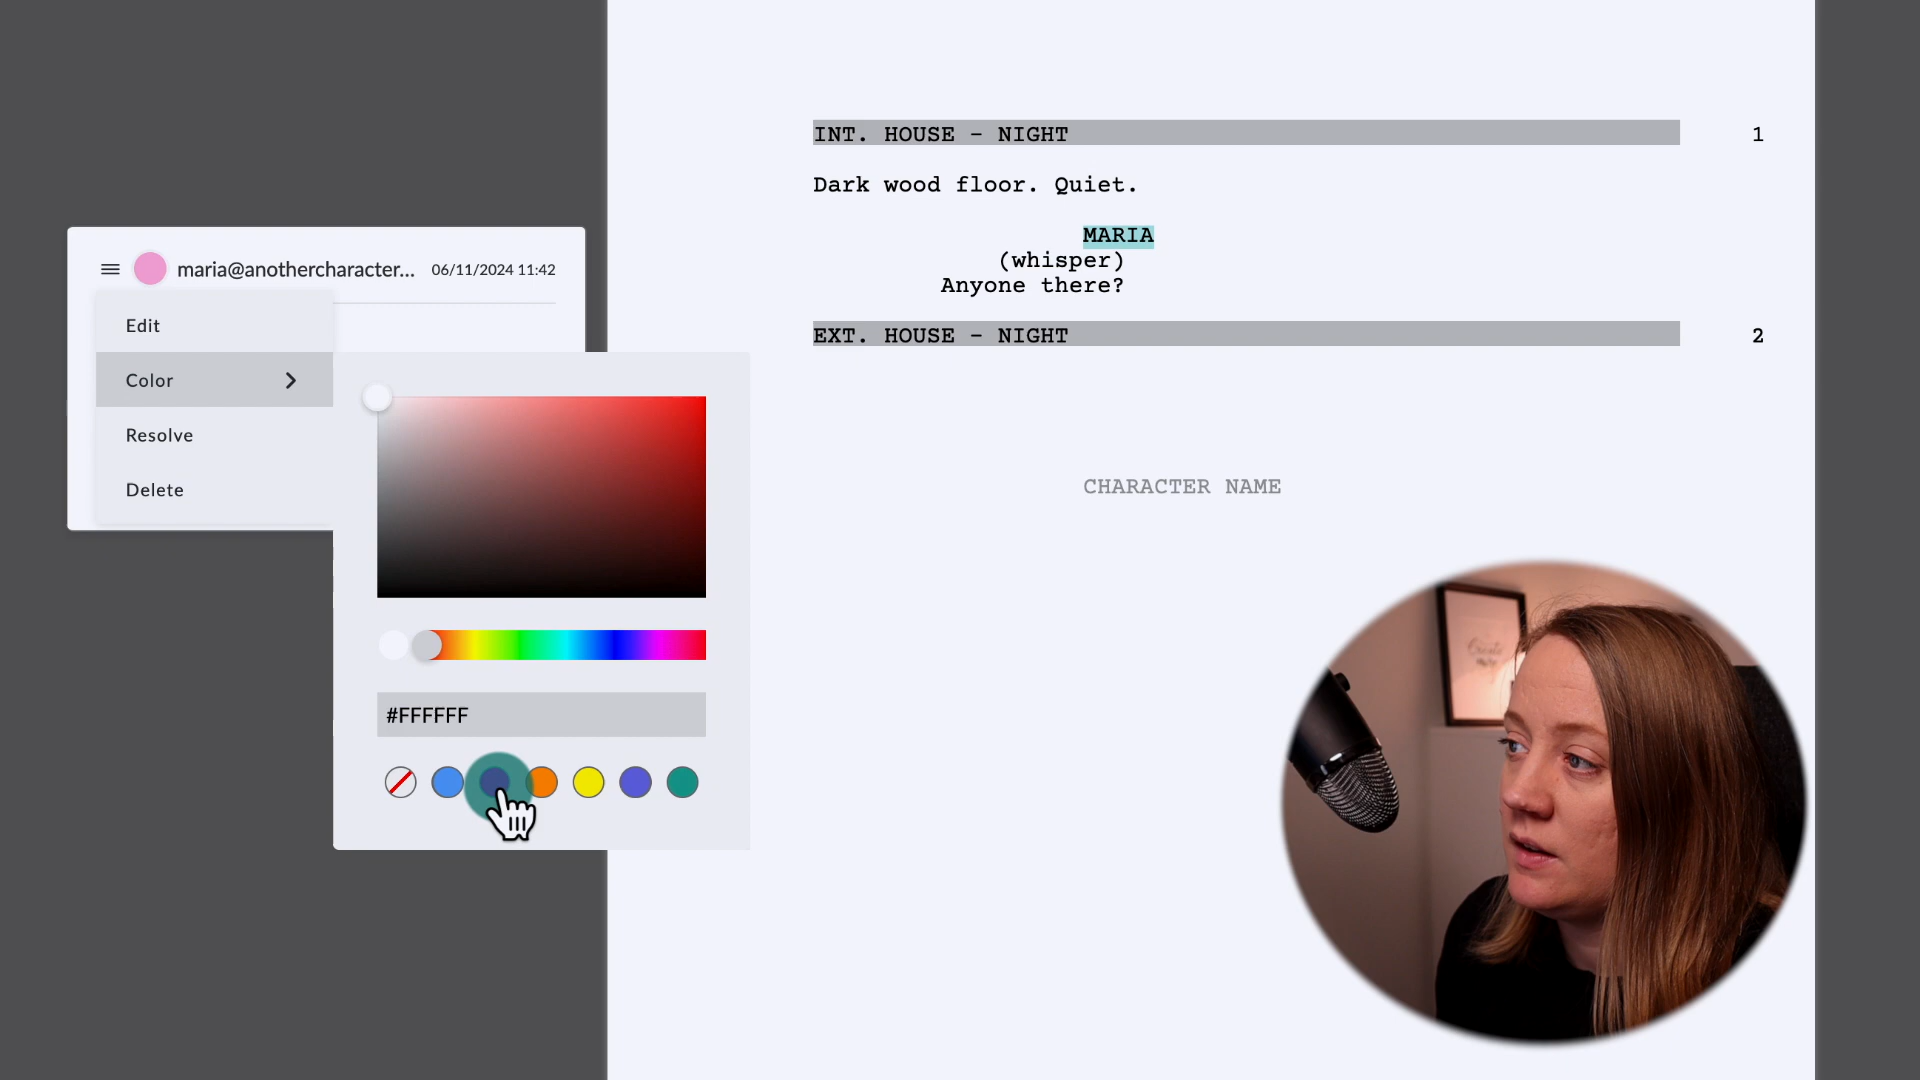 INT. HOUSE - NIGHT 1
Dark wood floor. Quiet.
MARIA
(whisper)
Anyone there?
EXT. HOUSE - NIGHT 2
CHARACTER NAME
maria@anothercharacter... 06/11/2024 11:42
Edit
Color
Resolve
Delete
#FFFFFF
Create